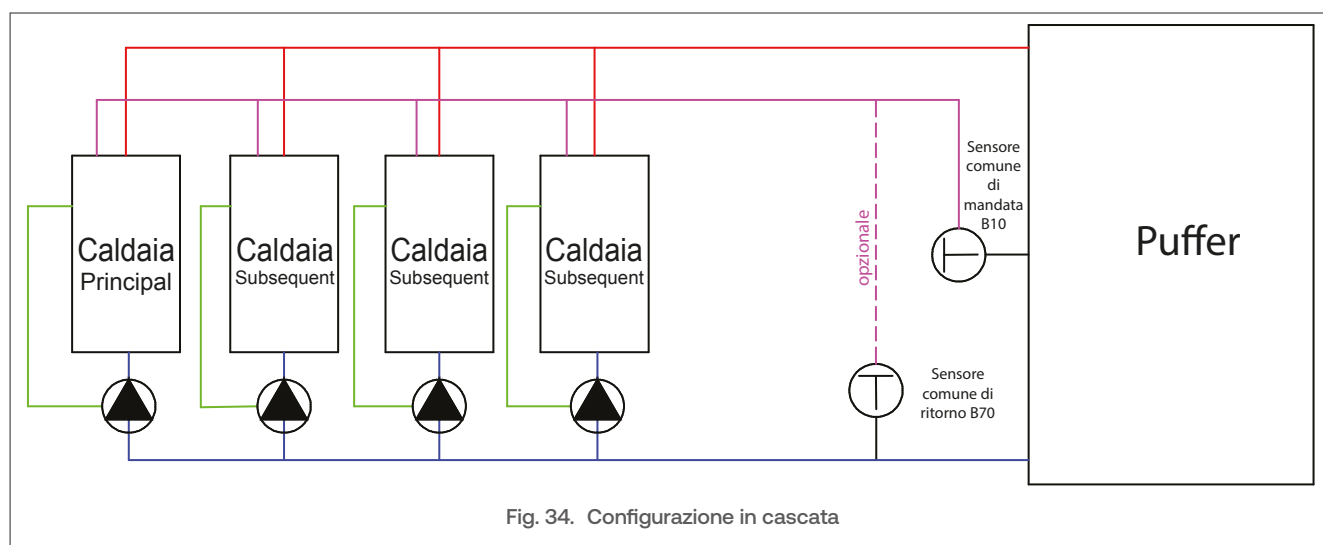 Caldaia
Principal
Caldaia
Subsequent
Caldaia
Subsequent
Caldaia
Subsequent
opzionale
Sensore
comune
di
mandata
B10
Sensore
comune di
ritorno B70
Puffer
Fig. 34. Configurazione in cascata